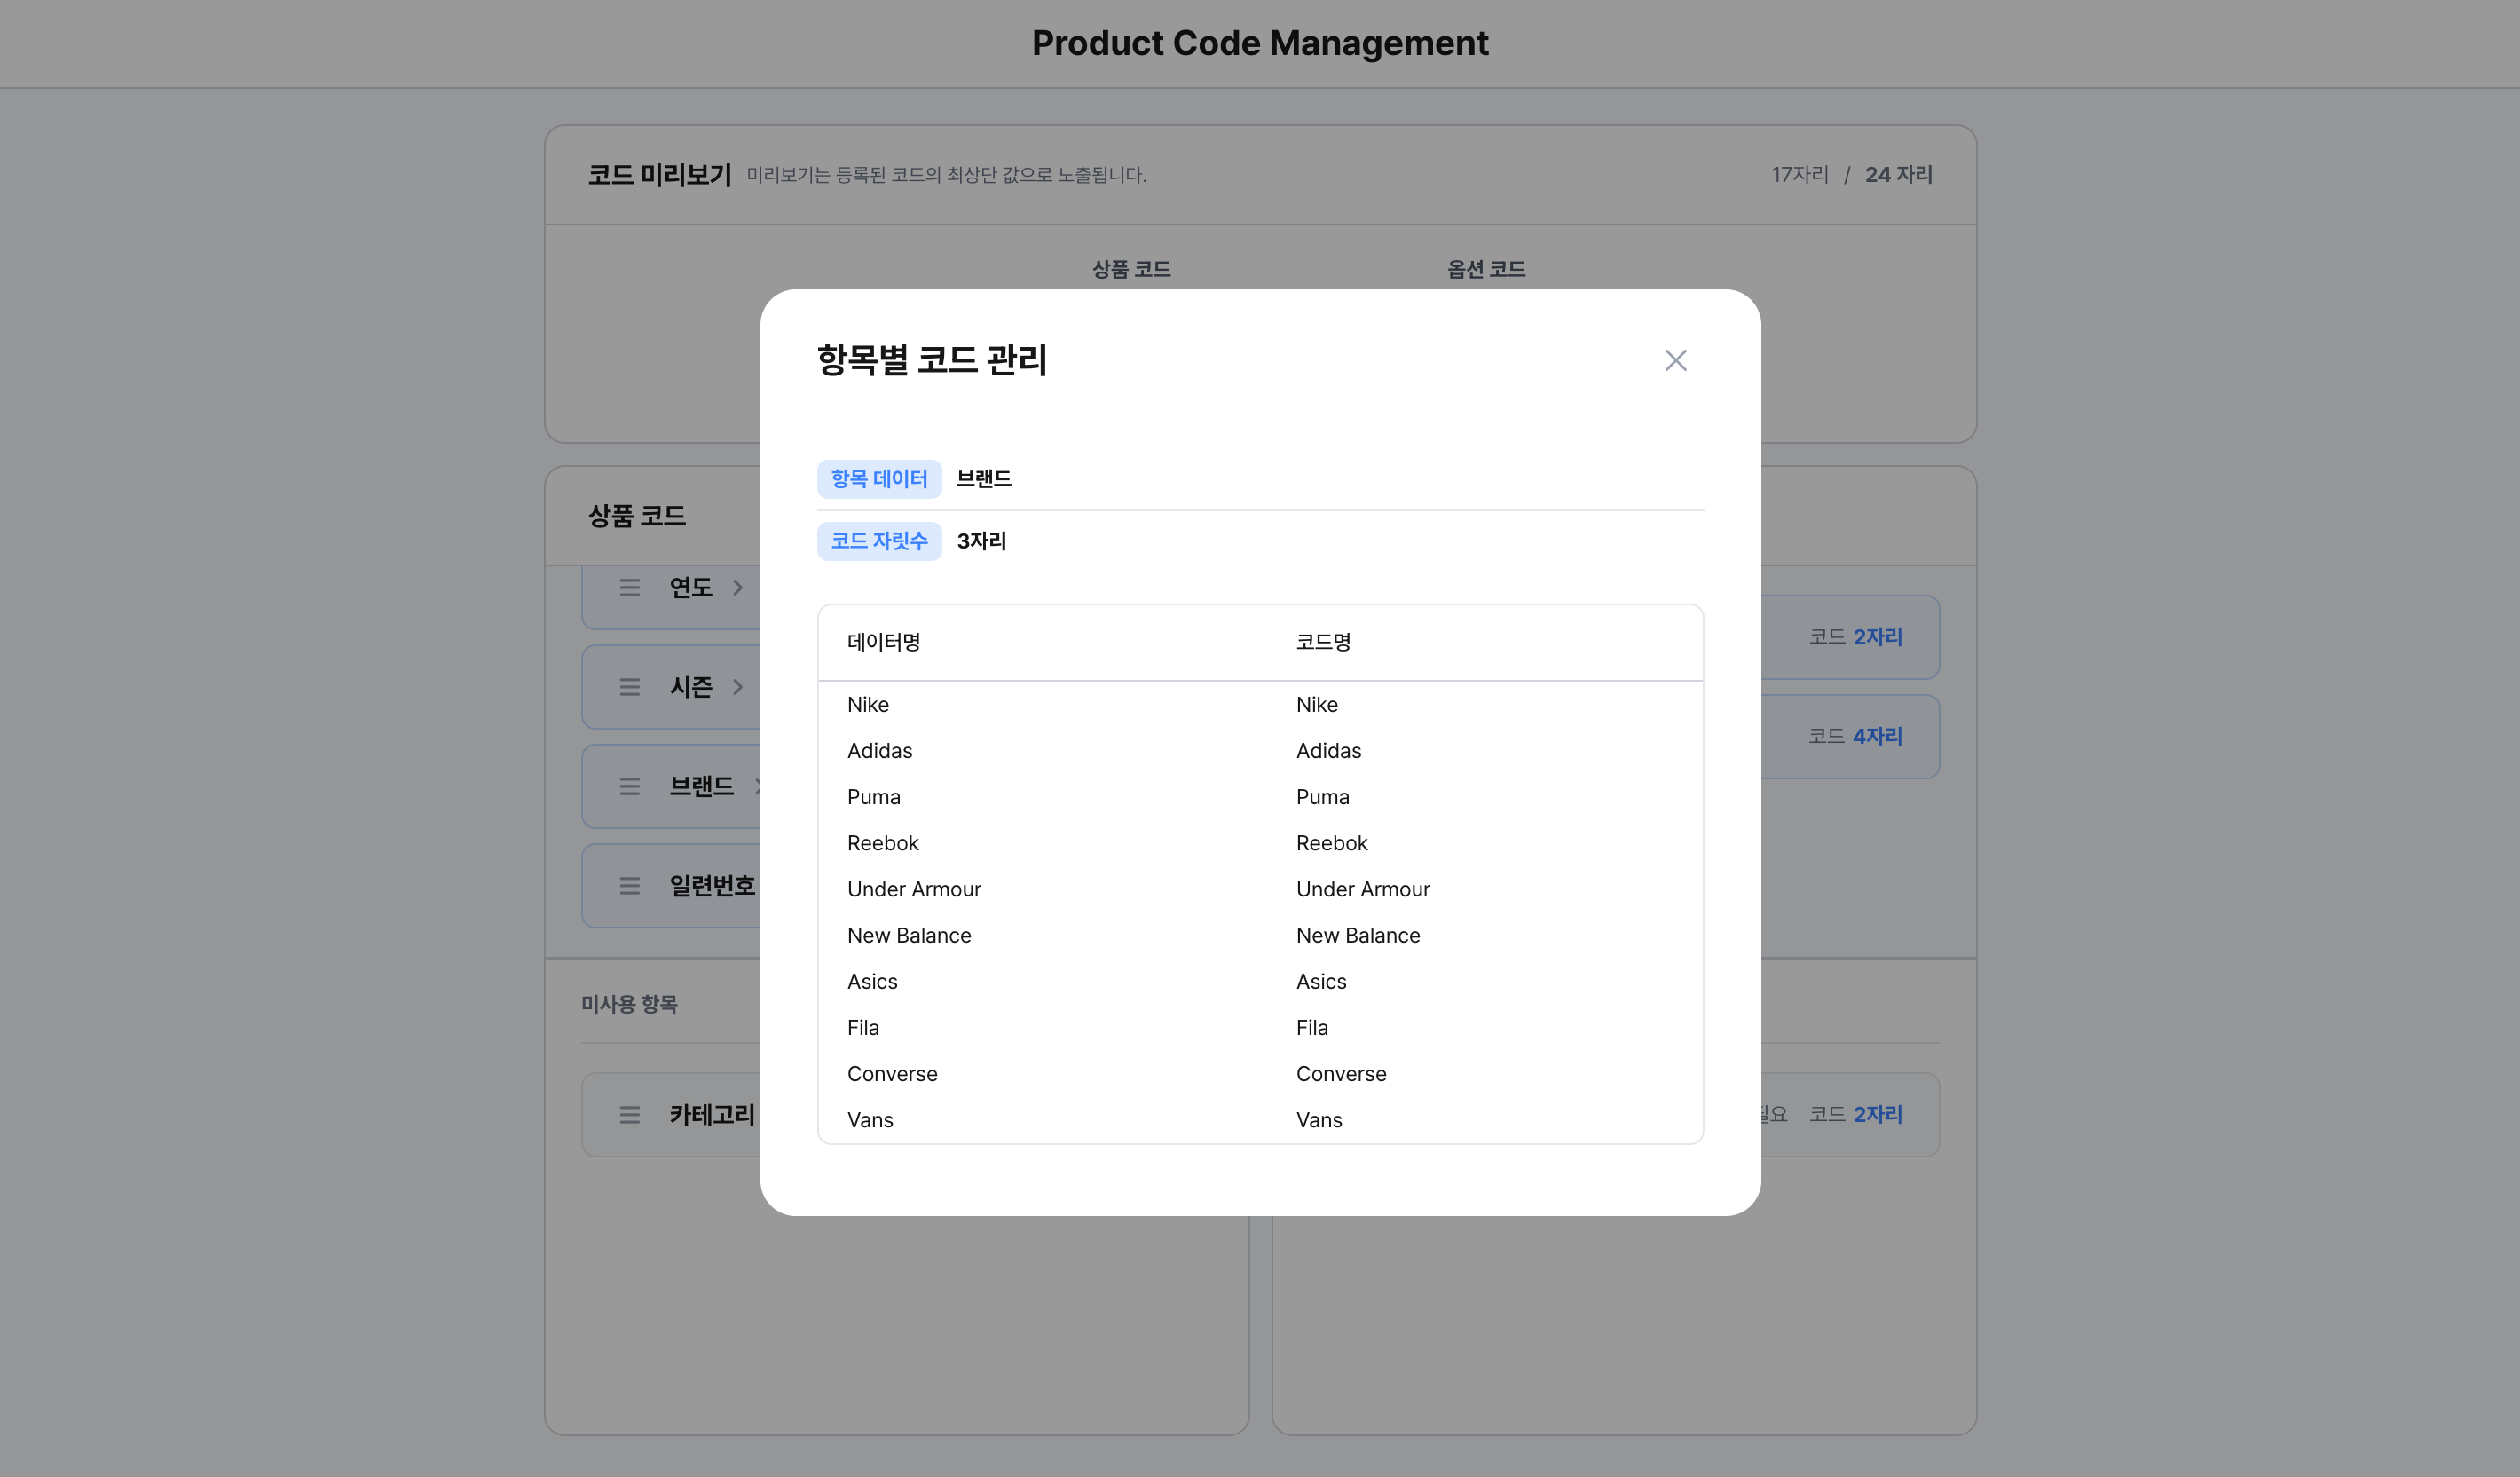 Product Code Management
코드 미리보기 미리보기는 등록된 코드의 최상단 값으로 노출됩니다. 17자리 / 24 자리
상품 코드 옵션 코드
항목별 코드 관리
항목 데이터 브랜드
코드 자릿수 3자리
데이터명 코드명
Nike Nike
Adidas Adidas
Puma Puma
Reebok Reebok
Under Armour Under Armour
New Balance New Balance
Asics Asics
Fila Fila
Converse Converse
Vans Vans
상품 코드
연도
시즌
브랜드
일련번호
미사용 항목
카테고리
코드 2자리
코드 4자리
코드 2자리